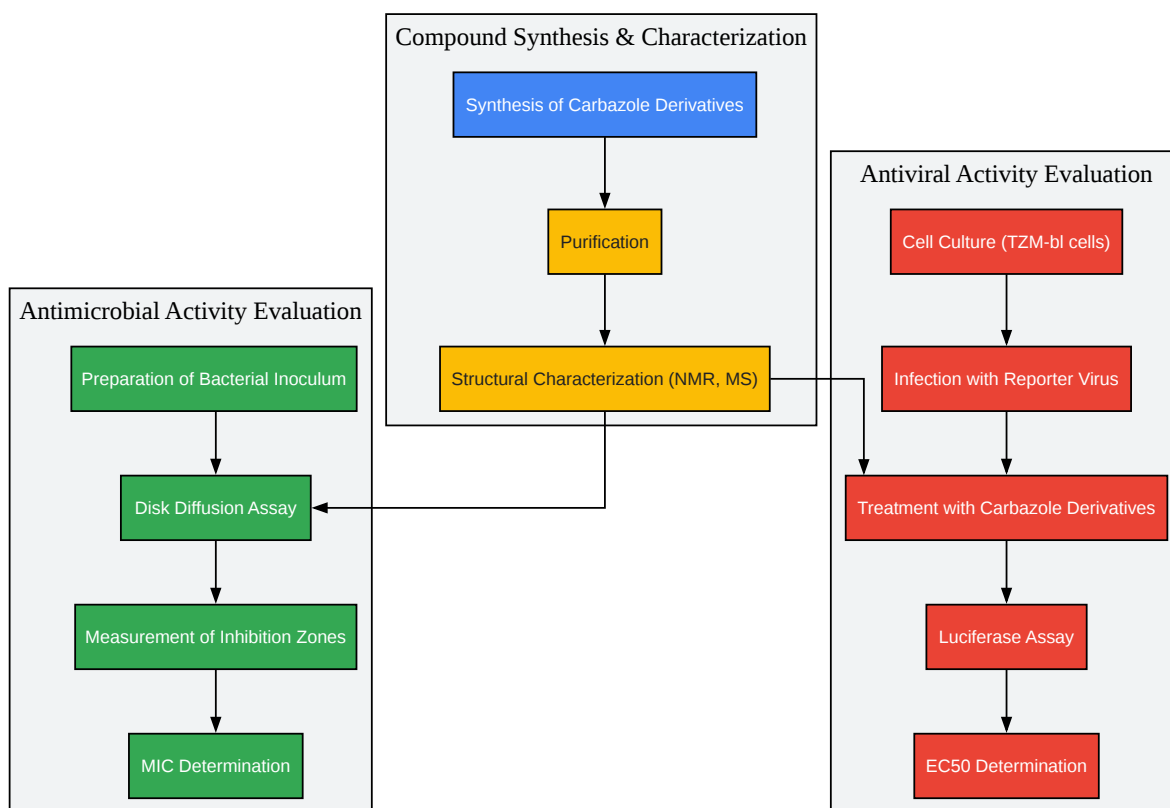 Compound Synthesis & Characterization
Synthesis of Carbazole Derivatives
Purification
Structural Characterization (NMR, MS)
Antimicrobial Activity Evaluation
Preparation of Bacterial Inoculum
Disk Diffusion Assay
Measurement of Inhibition Zones
MIC Determination
Antiviral Activity Evaluation
Cell Culture (TZM-bl cells)
Infection with Reporter Virus
Treatment with Carbazole Derivatives
Luciferase Assay
EC50 Determination